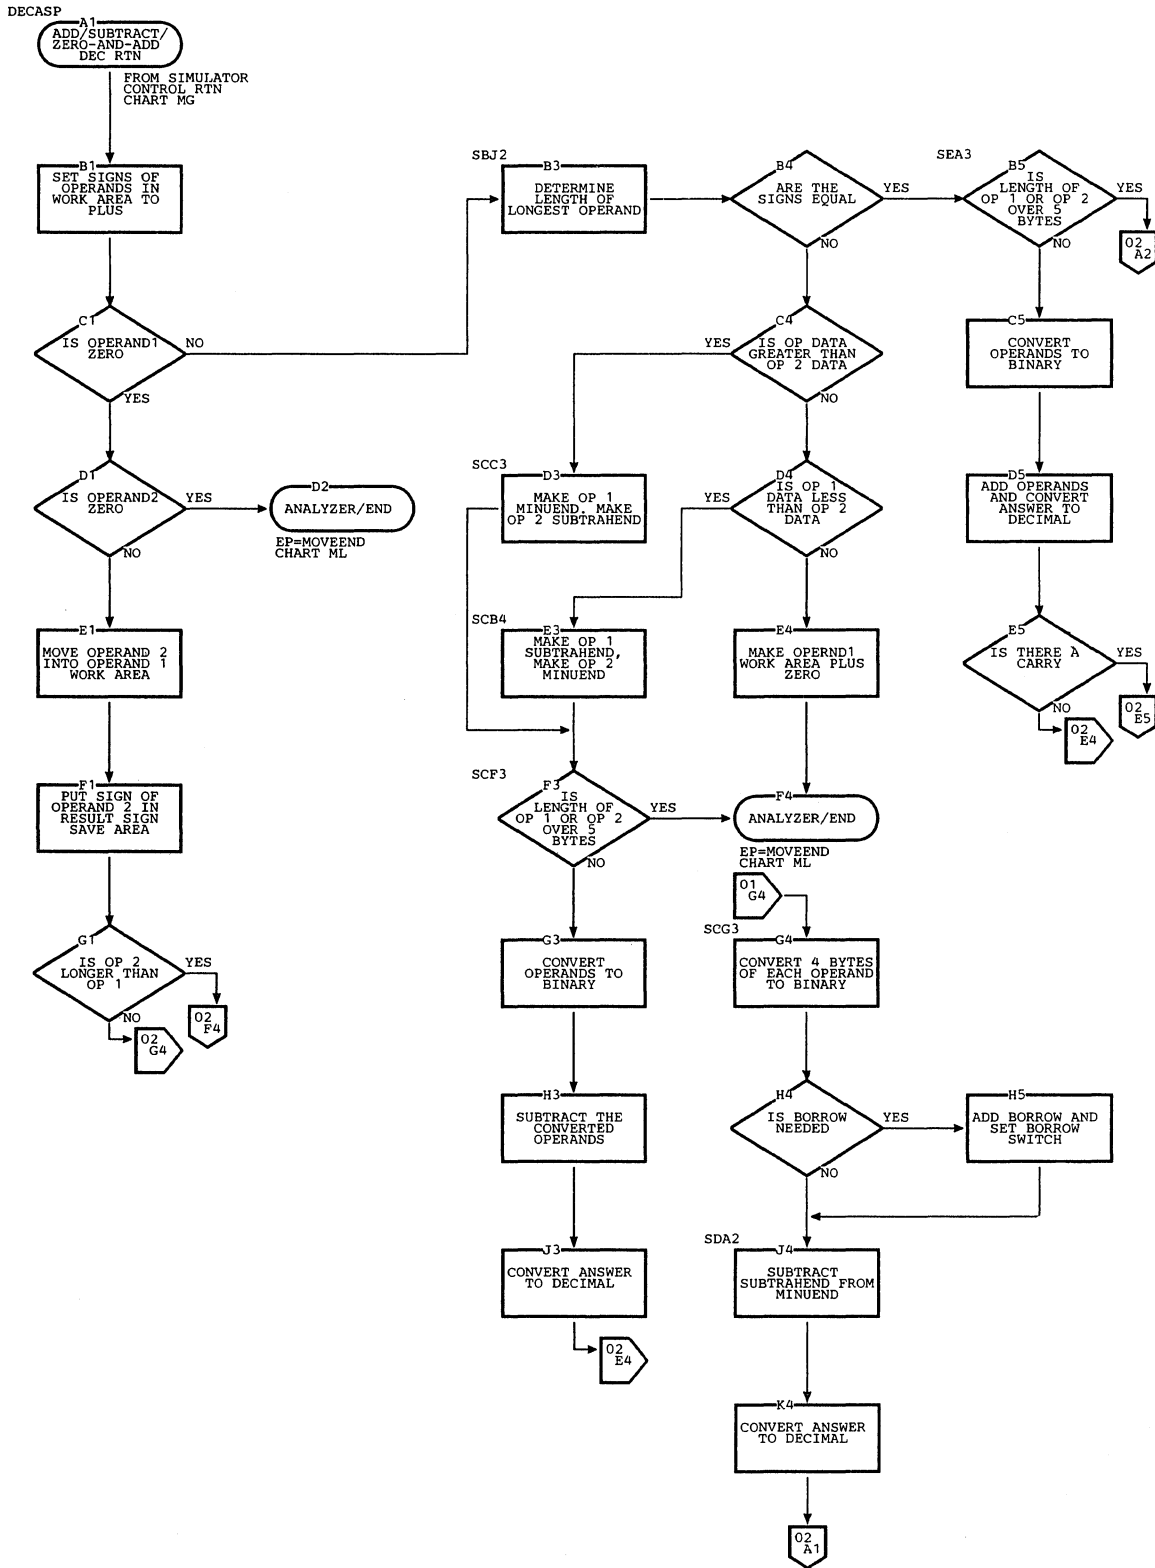 DECASP
A1
ADD/SUBTRACT/
ZERO-AND-ADD
DEC RTN
FROM SIMULATOR
CONTROL RTN
CHART MG
B1
SET SIGNS OF
OPERANDS IN
WORK AREA TO
PLUS
C1
IS OPERAND1
ZERO
NO
YES
D1
IS OPERAND2
ZERO
YES
NO
D2
ANALYZER/END
EP=MOVEEND
CHART ML
E1
MOVE OPERAND 2
INTO OPERAND 1
WORK AREA
F1
PUT SIGN OF
OPERAND 2 IN
RESULT SIGN
SAVE AREA
G1
IS OP 2
LONGER THAN
OP 1
YES
NO
02
F4
02
G4
SBJ2
B3
DETERMINE
LENGTH OF
LONGEST OPERAND
B4
ARE THE
SIGNS EQUAL
YES
NO
SEA3
B5
IS
LENGTH OF
OP 1 OR OP 2
OVER 5
BYTES
YES
NO
02
A2
C4
IS OP DATA
GREATER THAN
OP 2 DATA
YES
NO
C5
CONVERT
OPERANDS TO
BINARY
SCC3
D3
MAKE OP 1
MINUEND. MAKE
OP 2 SUBTRAHEND
D4
IS OP 1
DATA LESS
THAN OP 2
DATA
YES
NO
D5
ADD OPERANDS
AND CONVERT
ANSWER TO
DECIMAL
SCB4
E3
MAKE OP 1
SUBTRAHEND,
MAKE OP 2
MINUEND
E4
MAKE OPERND1
WORK AREA PLUS
ZERO
E5
IS THERE A
CARRY
YES
NO
02
E5
02
E4
SCF3
F3
IS
LENGTH OF
OP 1 OR OP 2
OVER 5
BYTES
YES
NO
F4
ANALYZER/END
EP=MOVEEND
CHART ML
01
G4
G3
CONVERT
OPERANDS TO
BINARY
SCG3
G4
CONVERT 4 BYTES
OF EACH OPERAND
TO BINARY
H3
SUBTRACT THE
CONVERTED
OPERANDS
H4
IS BORROW
NEEDED
YES
NO
H5
ADD BORROW AND
SET BORROW
SWITCH
J3
CONVERT ANSWER
TO DECIMAL
02
E4
SDA2
J4
SUBTRACT
SUBTRAHEND FROM
MINUEND
K4
CONVERT ANSWER
TO DECIMAL
02
A1